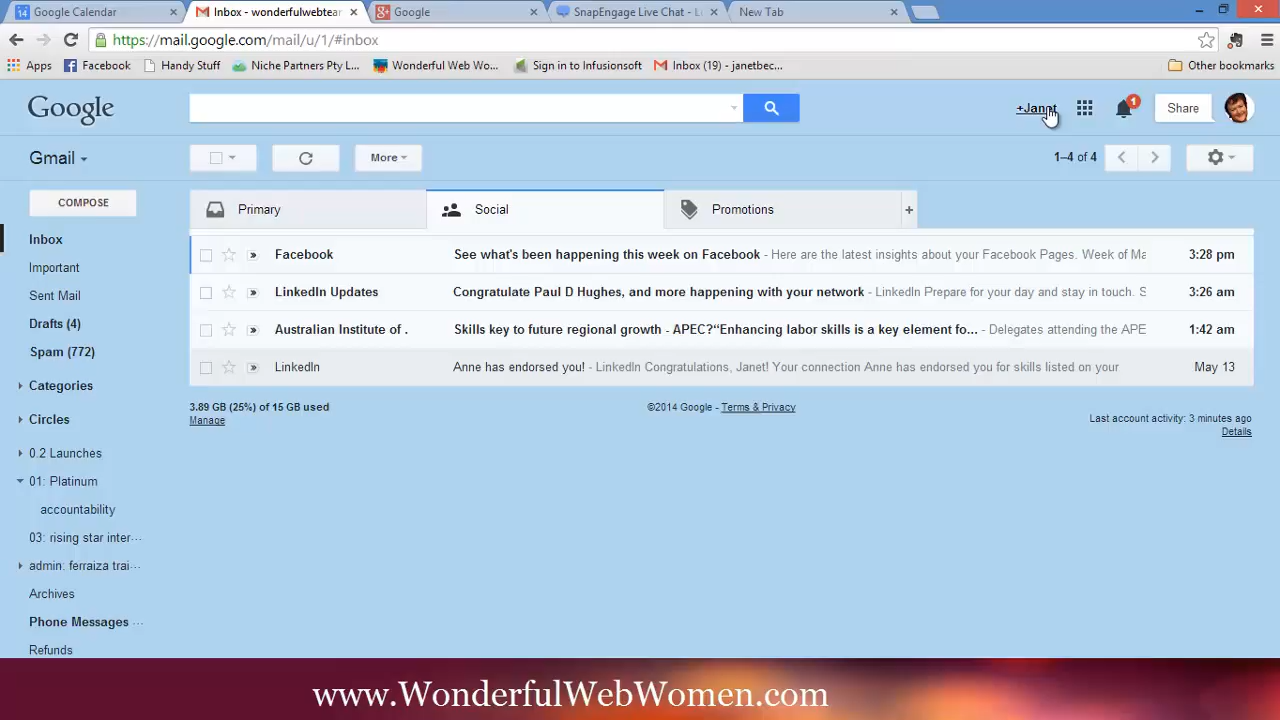 Google Calendar
Inbox - wonderfulwebtear
Google
SnapEngage Live Chat - L
New Tab
https://mail.google.com/mail/u/1/#inbox
Apps
Facebook
Handy Stuff
Niche Partners Pty L...
Wonderful Web Wo...
Sign in to Infusionsoft
Inbox (19) - janetbec...
Other bookmarks
Google
+Janet
1
Share
Gmail
More
1–4 of 4
COMPOSE
Primary
Social
Promotions
+
Inbox
Important
Sent Mail
Drafts (4)
Spam (772)
Categories
Circles
0.2 Launches
01: Platinum
accountability
03: rising star inter···
admin: ferraiza trai···
Archives
Phone Messages ···
Refunds
Facebook See what's been happening this week on Facebook - Here are the latest insights about your Facebook Pages. Week of Ma 3:28 pm
LinkedIn Updates Congratulate Paul D Hughes, and more happening with your network - LinkedIn Prepare for your day and stay in touch. S 3:26 am
Australian Institute of . Skills key to future regional growth - APEC?“Enhancing labor skills is a key element fo... - Delegates attending the APE 1:42 am
LinkedIn Anne has endorsed you! - LinkedIn Congratulations, Janet! Your connection Anne has endorsed you for skills listed on your May 13
3.89 GB (25%) of 15 GB used
Manage
©2014 Google - Terms & Privacy
Last account activity: 3 minutes ago
Details
www.WonderfulWebWomen.com